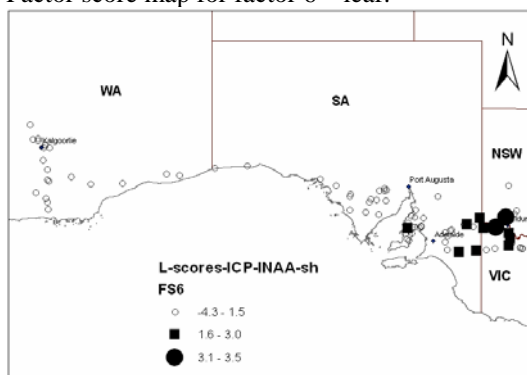 Factor score map for factor 6 – leaf.
N
WA
SA
NSW
Kalgoorlie
Port Augusta
Adelaide
VIC
L-scores-ICP-INAA-sh
FS6
-4.3 - 1.5
1.6 - 3.0
3.1 - 3.5